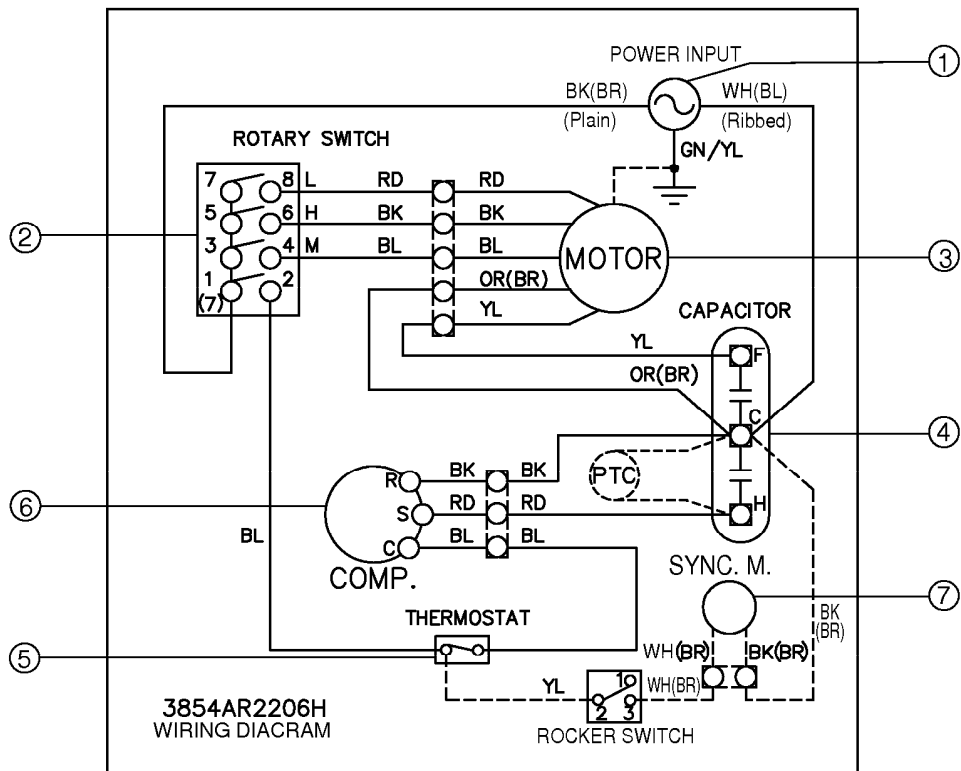 POWER INPUT
1
BK(BR)
WH(BL)
(Plain)
(Ribbed)
GN/YL
ROTARY SWITCH
7 8 L RD RD
5 6 H BK BK
2
3 4 M BL BL
MOTOR
3
1 2
(7)
OR(BR)
YL
CAPACITOR
YL
F
OR(BR)
C
4
PTC
R BK BK
6
S RD RD
H
C BL BL
BL
COMP.
SYNC. M.
7
THERMOSTAT
BK
(BR)
5
WH(BR) BK(BR)
YL
1
2 3
WH(BR)
3854AR2206H
WIRING DIACRAM
ROCKER SWITCH